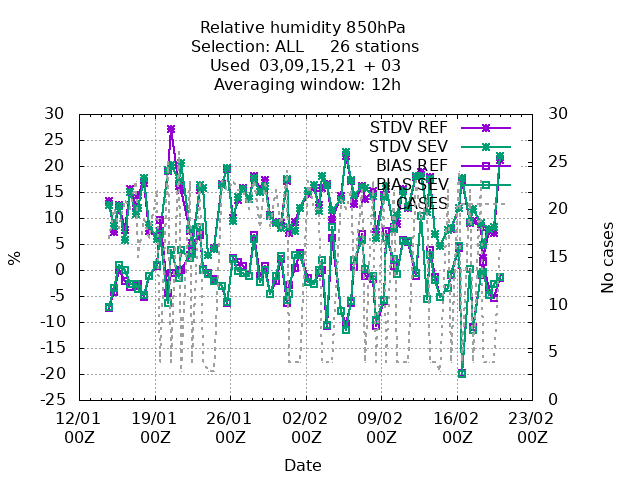 Relative humidity 850hPa
Selection: ALL 26 stations
Used 03,09,15,21 + 03
Averaging window: 12h
30
25
20
15
10
5
0
-5
-10
-15
-20
-25
%
STDV REF
STDV SEV
BIAS REF
BIAS SEV
CASES
30
25
20
15
10
5
0
No cases
12/01 19/01 26/01 02/02 09/02 16/02 23/02
00Z 00Z 00Z 00Z 00Z 00Z 00Z
Date